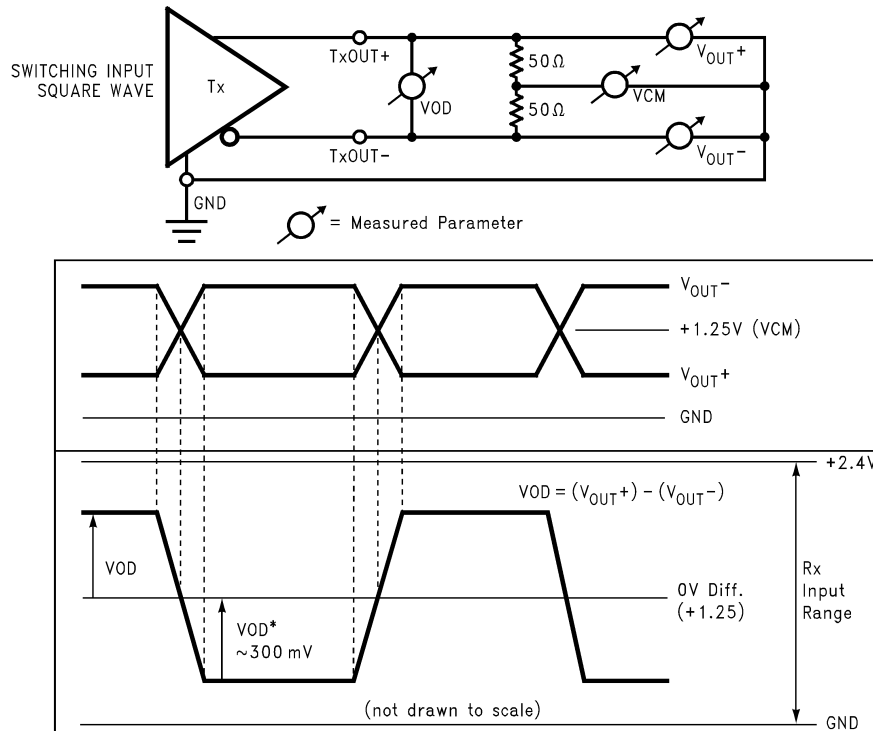 SWITCHING INPUT
SQUARE WAVE
Tx
TxOUT+
TxOUT-
VOD
50Ω
50Ω
VCM
VOUT+
VOUT-
GND
= Measured Parameter
VOUT-
+1.25V (VCM)
VOUT+
GND
+2.4V
VOD = (VOUT+) - (VOUT-)
VOD
VOD*
~300 mV
0V Diff.
(+1.25)
Rx
Input
Range
(not drawn to scale)
GND